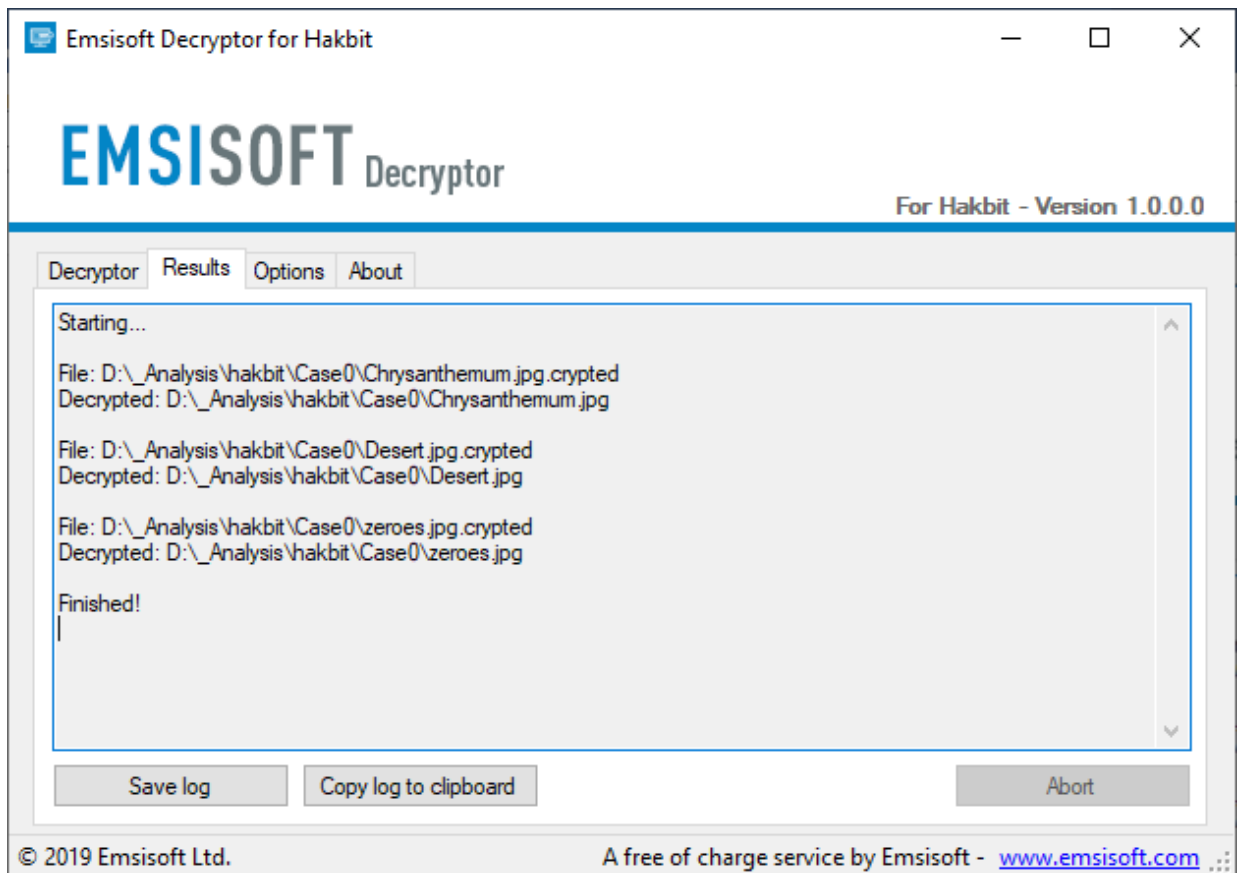 Emsisoft Decryptor for Hakbit
EMSISOFT Decryptor
For Hakbit - Version 1.0.0.0
Decryptor Results Options About
Starting...
File: D:\_Analysis\hakbit\Case0\Chrysanthemum.jpg.crypted
Decrypted: D:\_Analysis\hakbit\Case0\Chrysanthemum.jpg
File: D:\_Analysis\hakbit\Case0\Desert.jpg.crypted
Decrypted: D:\_Analysis\hakbit\Case0\Desert.jpg
File: D:\_Analysis\hakbit\Case0\zeroes.jpg.crypted
Decrypted: D:\_Analysis\hakbit\Case0\zeroes.jpg
Finished!
Save log Copy log to clipboard Abort
© 2019 Emsisoft Ltd. A free of charge service by Emsisoft - www.emsisoft.com